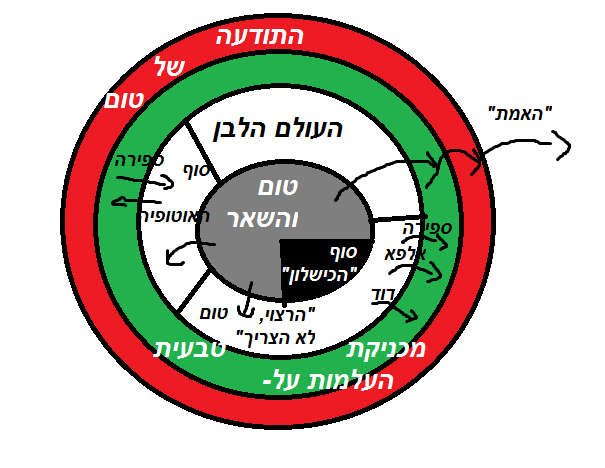 התודעה
של
טום
"האמת"
העולם הלבן
ספירה
סוף
האוטופיה
טום
והשאר
סוף
"הכישלון"
ספירה
אלפא
דוד
טום
"הרצוי,
לא הצריך"
מכניקת
העלמות על-
טבעית